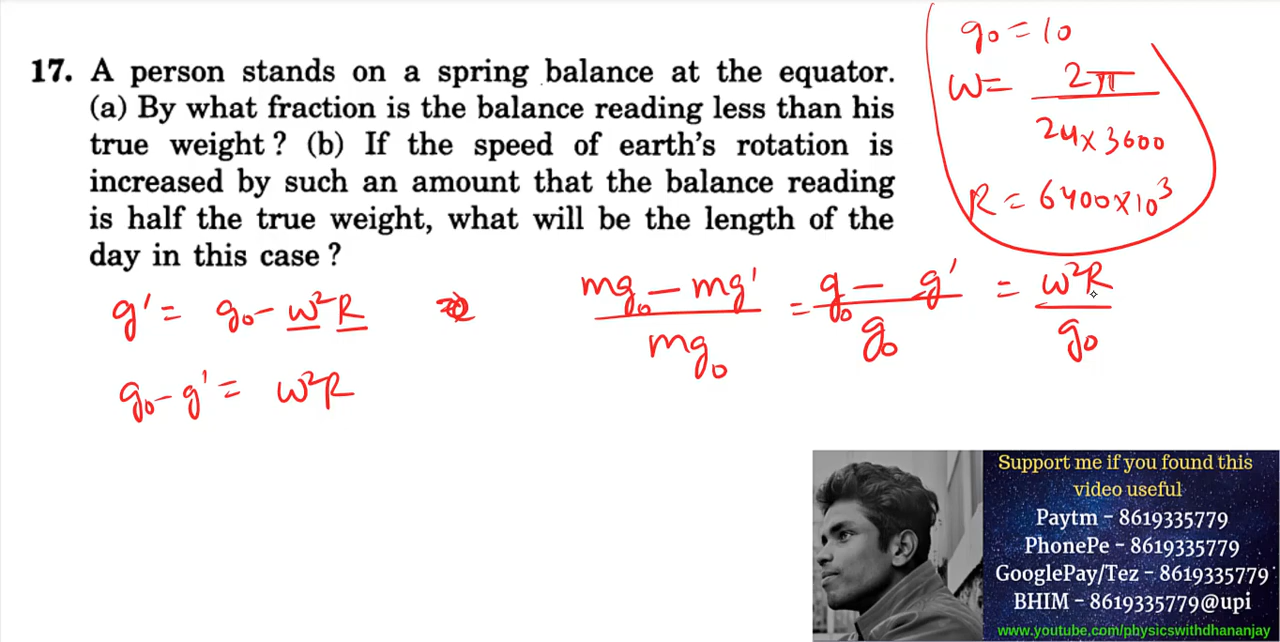 17. A person stands on a spring balance at the equator.
(a) By what fraction is the balance reading less than his
true weight ? (b) If the speed of earth's rotation is
increased by such an amount that the balance reading
is half the true weight, what will be the length of the
day in this case ?
g₀ = 10
ω = 2π / 24 × 3600
R = 6400 × 10³
g' = g₀ - ω²R
(mg₀ - mg') / mg₀ = (g₀ - g') / g₀ = ω²R / g₀
g₀ - g' = ω²R
Support me if you found this
video useful
Paytm - 8619335779
PhonePe - 8619335779
GooglePay/Tez - 8619335779
BHIM - 8619335779@upi
www.youtube.com/physicswithdhananjay